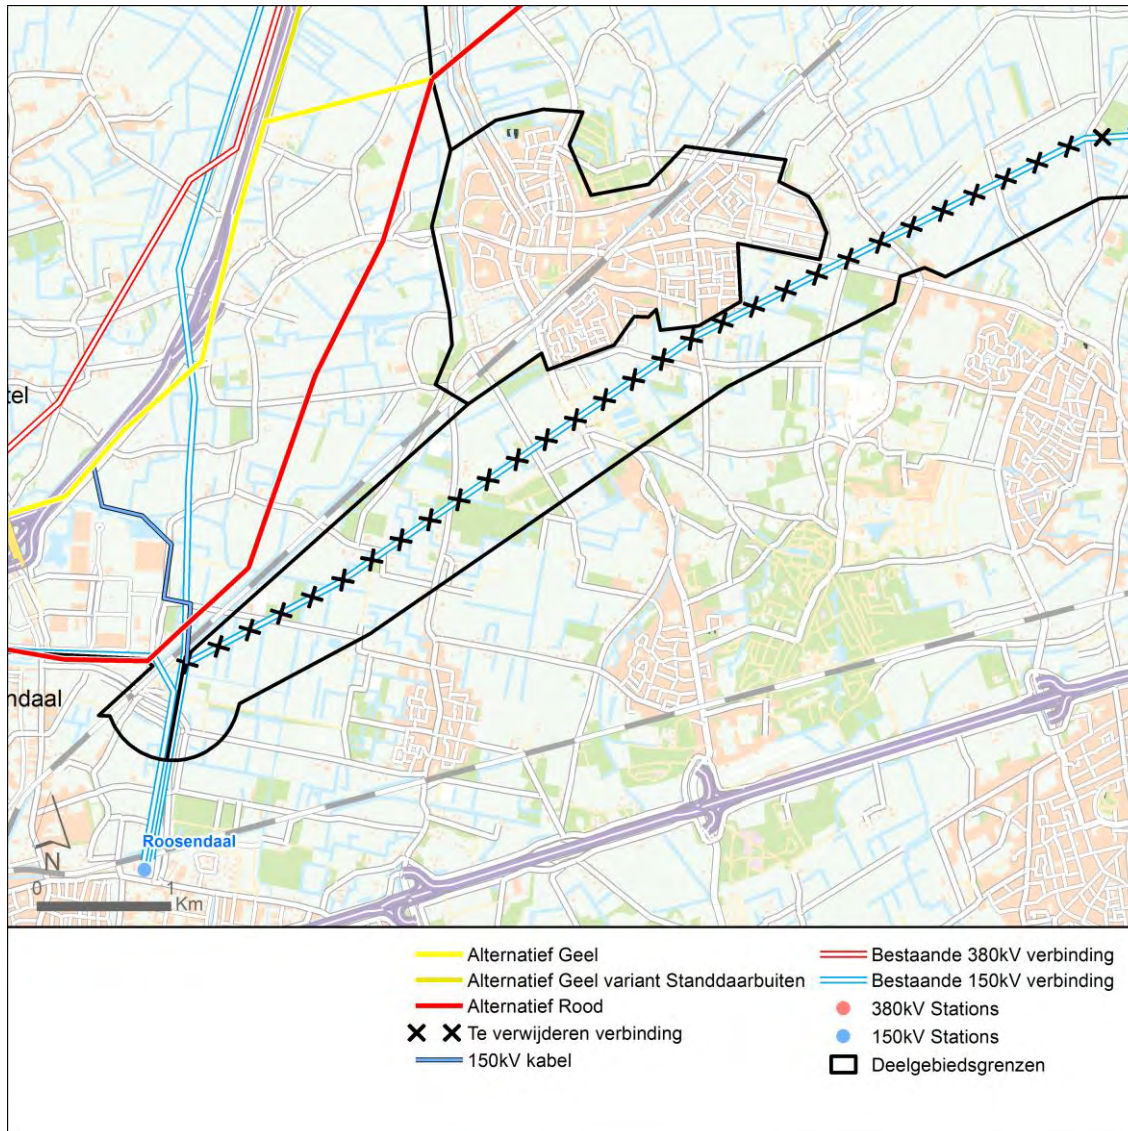 tel
ndaal
Roosendaal
N
0 1
Km
Alternatief Geel
Alternatief Geel variant Standdaarbuiten
Alternatief Rood
Te verwijderen verbinding
150kV kabel
Bestaande 380kV verbinding
Bestaande 150kV verbinding
380kV Stations
150kV Stations
Deelgebiedsgrenzen